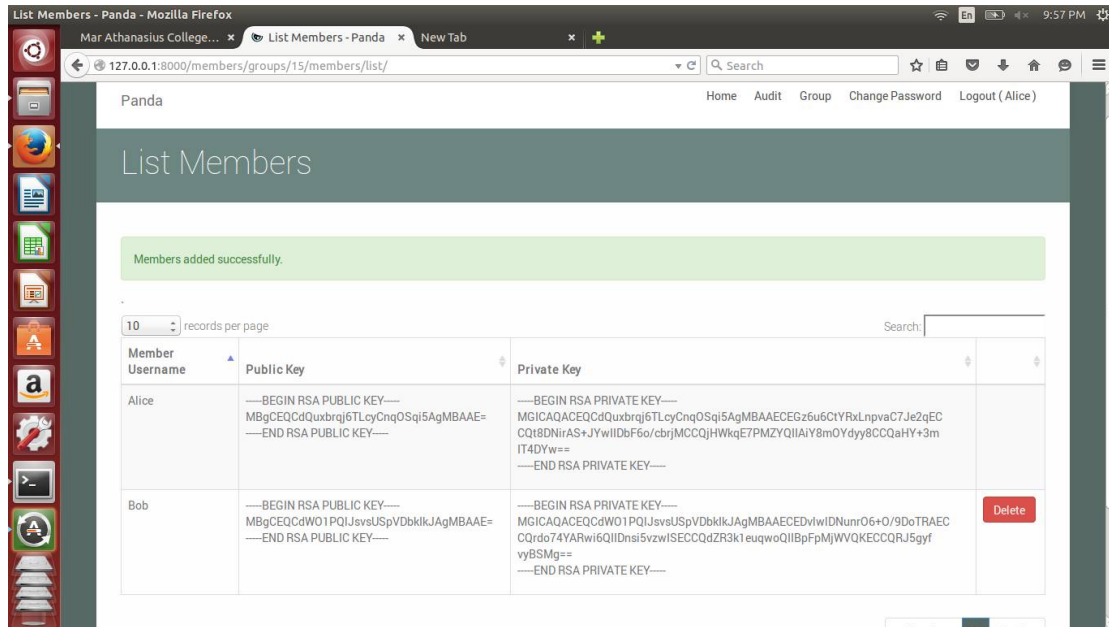 List Members - Panda - Mozilla Firefox
En
9:57 PM
Mar Athanasius College... × List Members - Panda × New Tab ×
127.0.0.1:8000/members/groups/15/members/list/
Search
Panda
Home Audit Group Change Password Logout ( Alice )
List Members
Members added successfully.
.
10 records per page
Search:
Member Username Public Key Private Key
Alice
-----BEGIN RSA PUBLIC KEY-----
MBgCEQCdQuxbrqj6TLcyCnqOSqi5AgMBAAE=
-----END RSA PUBLIC KEY-----
-----BEGIN RSA PRIVATE KEY-----
MGICAQACEQCdQuxbrqj6TLcyCnqOSqi5AgMBAAECEGz6u6CtYRxLnpvaC7Je2qEC
CQt8DNirAS+JYwIIDbF6o/cbrjMCCQjHWkqE7PMZYQIIAiY8mOYdyy8CCQaHY+3m
IT4DYw==
-----END RSA PRIVATE KEY-----
Bob
-----BEGIN RSA PUBLIC KEY-----
MBgCEQCdWO1PQIJsvsUSpVDbkIkJAgMBAAE=
-----END RSA PUBLIC KEY-----
-----BEGIN RSA PRIVATE KEY-----
MGICAQACEQCdWO1PQIJsvsUSpVDbkIkJAgMBAAECEDvIwIDNunrO6+O/9DoTRAEC
CQrdo74YARwi6QIIDnsi5vzwISECCQdZR3k1euqwoQIIBpFpMjWVQKECCQRJ5gyf
vyBSMg==
-----END RSA PRIVATE KEY-----
Delete